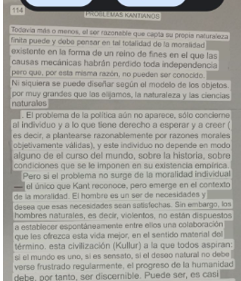 114
PROBLEMAS KANTIANOS
Todavía más o menos, el ser razonable que capta su propia naturaleza
finita puede y debe pensar en tal totalidad de la moralidad
existente en la forma de un reino de fines en el que las
causas mecánicas habrán perdido toda independencia
pero que, por esta misma razón, no pueden ser conocido.
Ni siquiera se puede diseñar según el modelo de los objetos,
por muy grandes que los elijamos, la naturaleza y las ciencias
naturales
. El problema de la política aún no aparece, sólo concierne
al individuo y a lo que tiene derecho a esperar y a creer (
es decir, a plantearse razonablemente por razones morales
objetivamente válidas), y este individuo no depende en modo
alguno de el curso del mundo, sobre la historia, sobre
condiciones que se le imponen en su existencia empírica.
Pero si el problema no surge de la moralidad individual
— el único que Kant reconoce, pero emerge en el contexto
de la moralidad. El hombre es un ser de necesidades y
desea que esas necesidades sean satisfechas. Sin embargo, los
hombres naturales, es decir, violentos, no están dispuestos
a establecer espontáneamente entre ellos una colaboración
que les ofrezca esta vida mejor, en el sentido material del
término, esta civilización (Kultur) a la que todos aspiran:
si el mundo es uno, si es sensato, si el deseo natural no debe
verse frustrado regularmente, el progreso de la humanidad
debe, por tanto, ser discernible. Puede ser, es casi